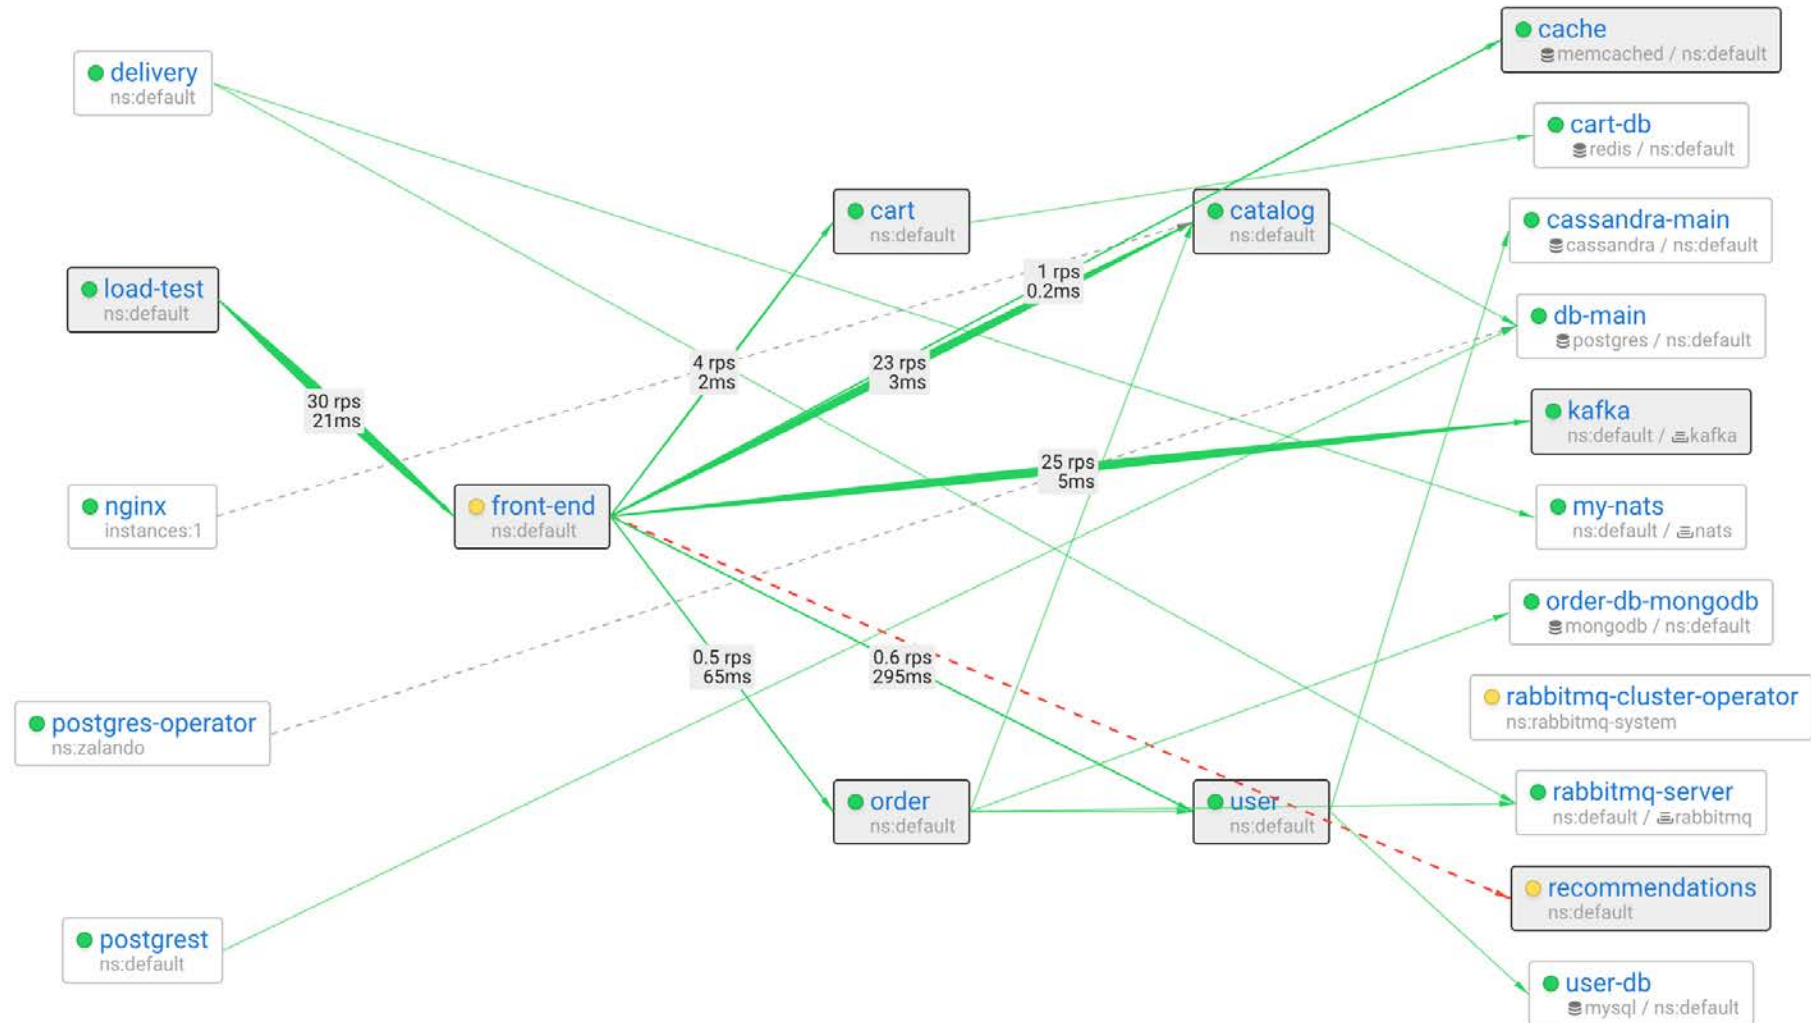 delivery
ns:default
load-test
ns:default
nginx
instances:1
postgres-operator
ns:zalando
postgrest
ns:default
30 rps
21ms
front-end
ns:default
4 rps
2ms
23 rps
3ms
1 rps
0.2ms
25 rps
5ms
0.5 rps
65ms
0.6 rps
295ms
cart
ns:default
order
ns:default
catalog
ns:default
user
ns:default
cache
memcached / ns:default
cart-db
redis / ns:default
cassandra-main
cassandra / ns:default
db-main
postgres / ns:default
kafka
ns:default / kafka
my-nats
ns:default / nats
order-db-mongodb
mongodb / ns:default
rabbitmq-cluster-operator
ns:rabbitmq-system
rabbitmq-server
ns:default / rabbitmq
recommendations
ns:default
user-db
mysql / ns:default